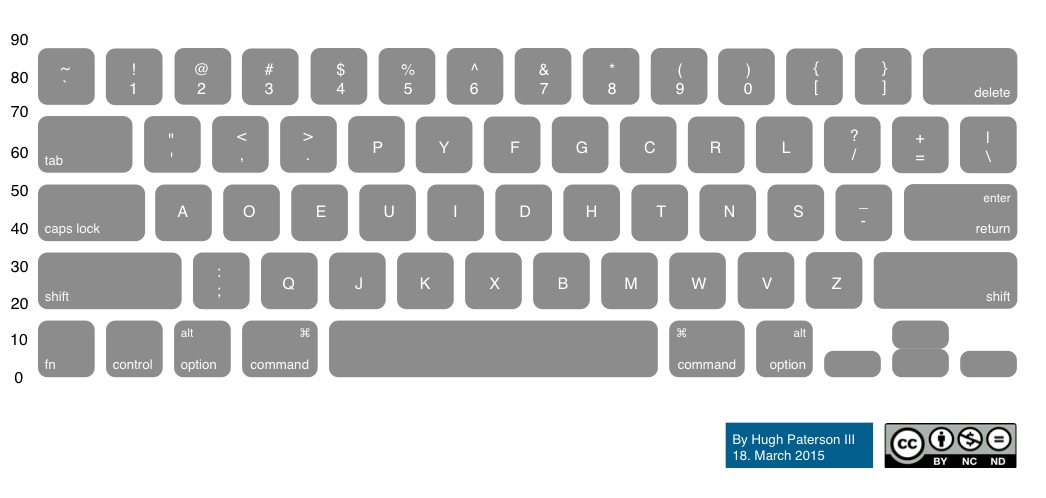 90
80
70
60
50
40
30
20
10
0
~ ! @ # $ % ^ & * ( ) { }
` 1 2 3 4 5 6 7 8 9 0 [ ] delete
" < > ? + |
tab ' , . P Y F G C R L / = \
_ enter
caps lock A O E U I D H T N S - return
:
shift ; Q J K X B M W V Z shift
alt ⌘ ⌘ alt
fn control option command command option
By Hugh Paterson III
18. March 2015
cc
BY NC ND